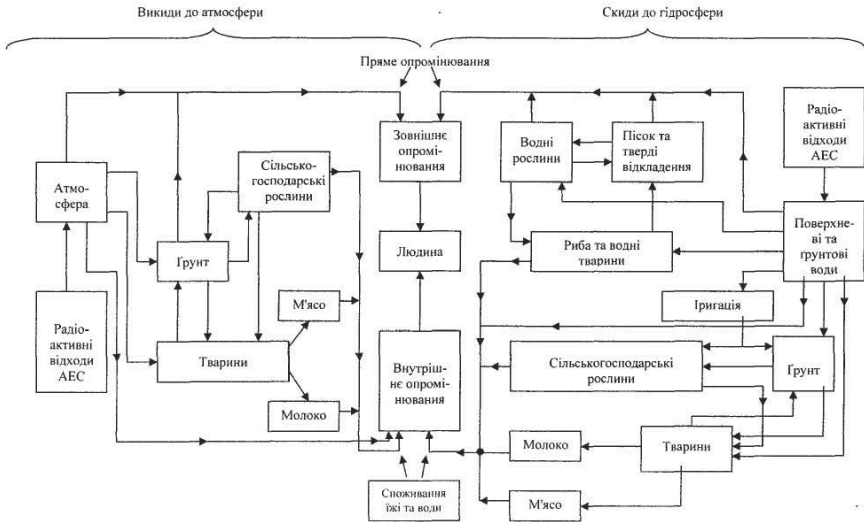 Викиди до атмосфери
Скиди до гідросфери
Пряме опромінювання
Атмо-
сфера
Радіо-
активні
відходи
АЕС
Сільсько-
господарські
рослини
Ґрунт
М'ясо
Тварини
Молоко
Зовнішнє
опромі-
нювання
Людина
Внутріш-
нє опромі-
нювання
Споживання
їжі та води
Водні
рослини
Пісок та
тверді
відкладення
Радіо-
активні
відходи
АЕС
Риба та водні
тварини
Поверхне-
ві та
ґрунтові
води
Іригація
Сільськогосподарські
рослини
Ґрунт
Молоко
Тварини
М'ясо